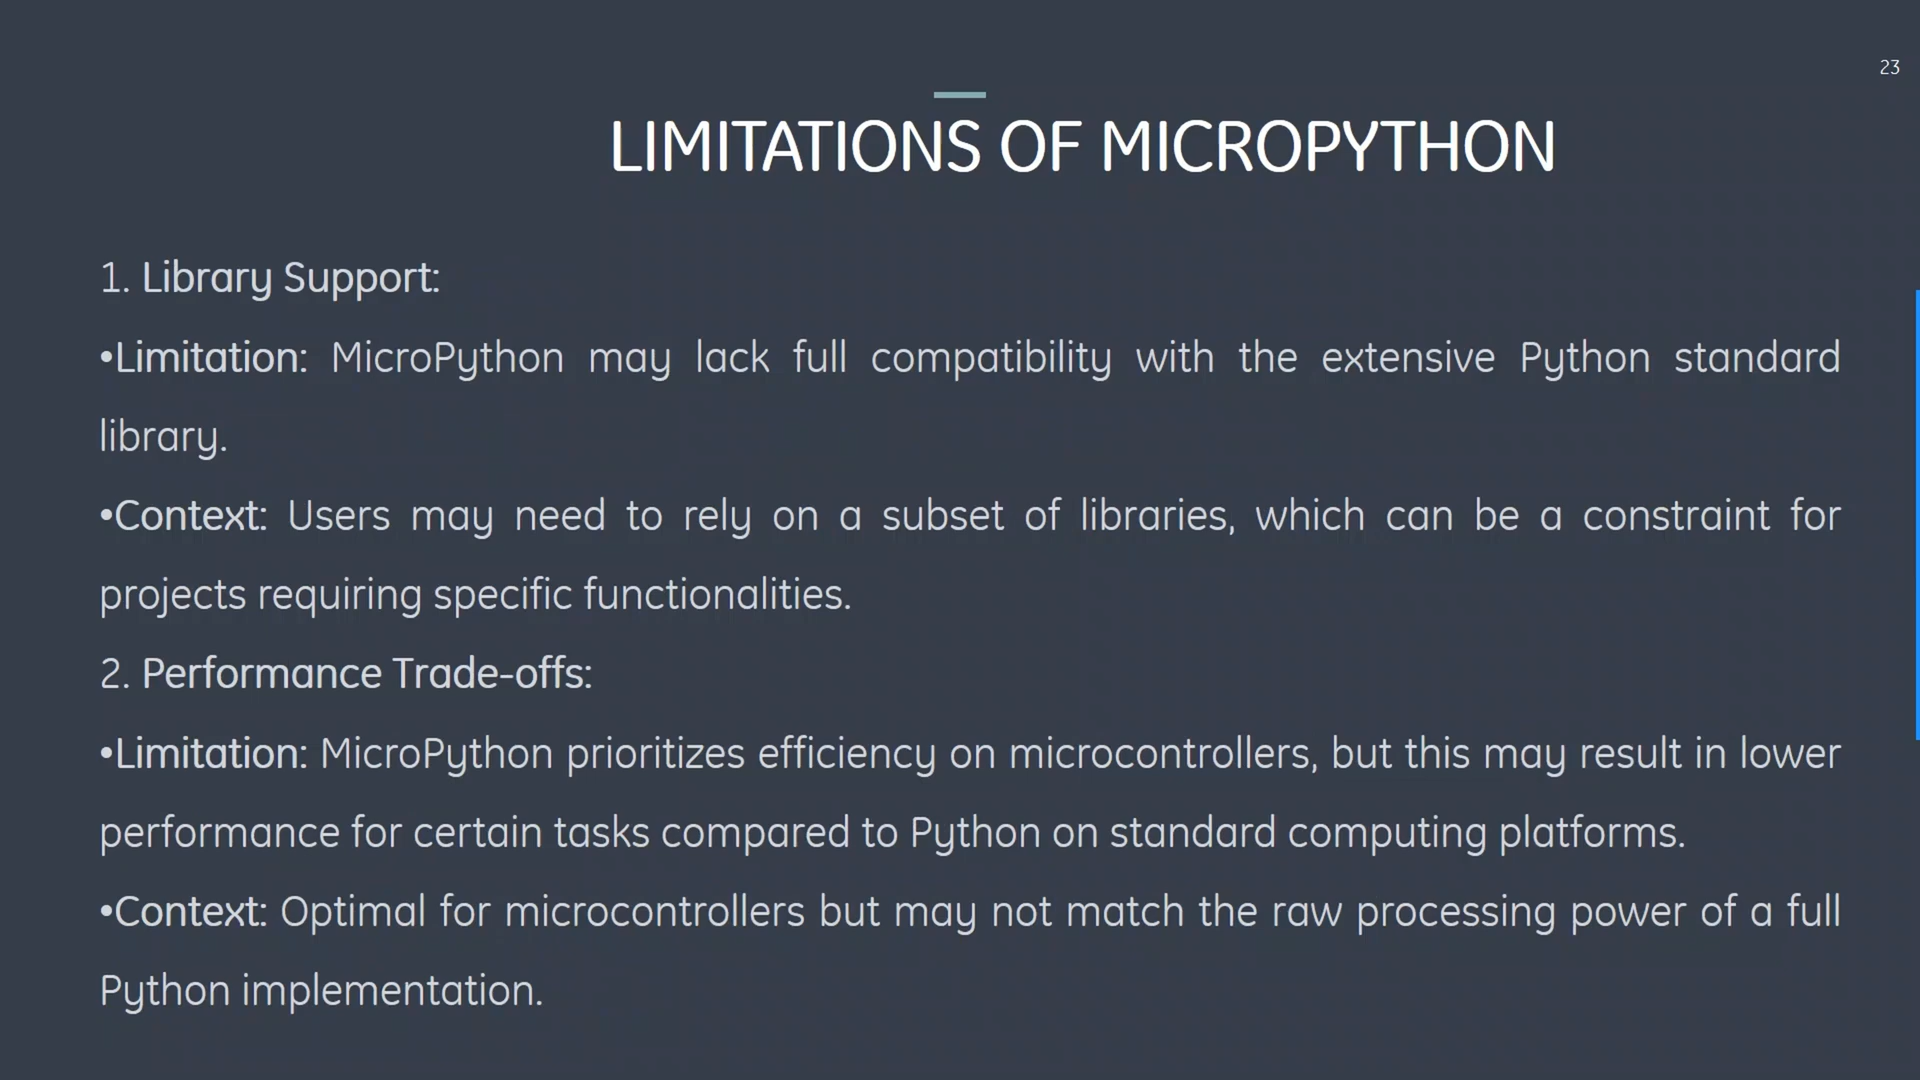 23
LIMITATIONS OF MICROPYTHON
1. Library Support:
•Limitation: MicroPython may lack full compatibility with the extensive Python standard
library.
•Context: Users may need to rely on a subset of libraries, which can be a constraint for
projects requiring specific functionalities.
2. Performance Trade-offs:
•Limitation: MicroPython prioritizes efficiency on microcontrollers, but this may result in lower
performance for certain tasks compared to Python on standard computing platforms.
•Context: Optimal for microcontrollers but may not match the raw processing power of a full
Python implementation.